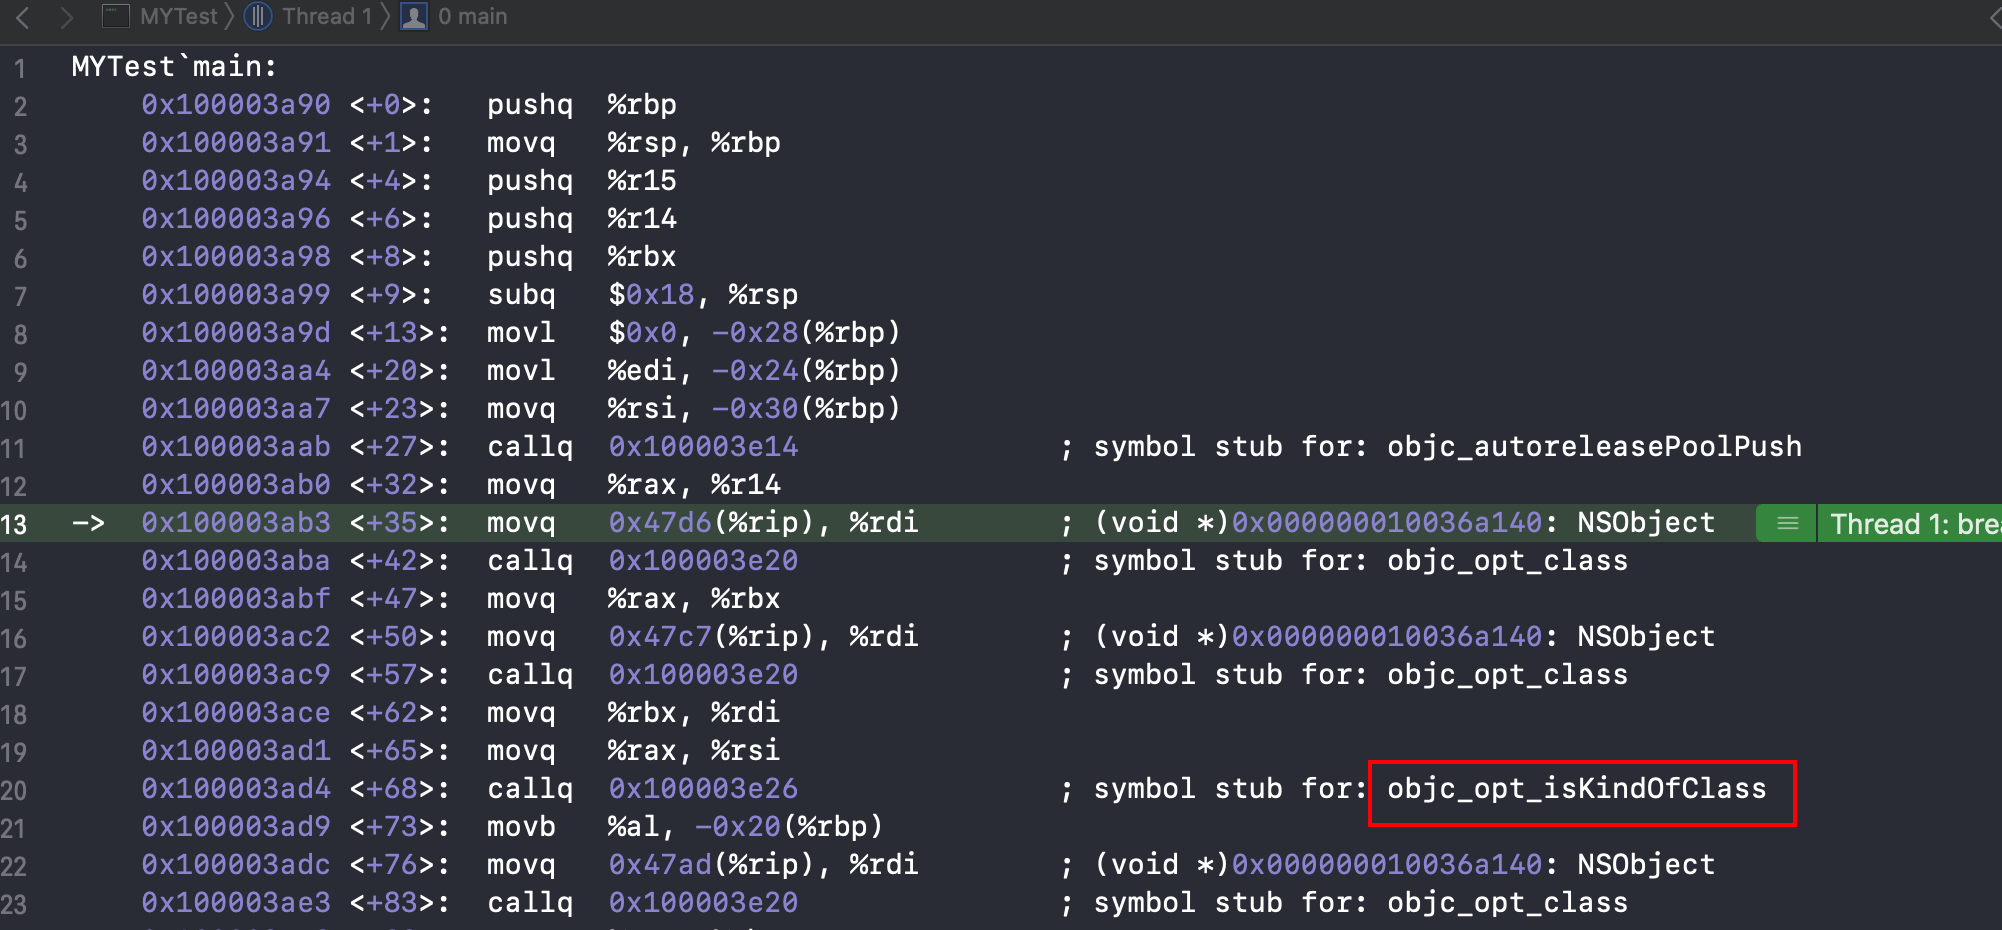 MYTest 〉 Thread 1 〉 0 main
1 MYTest`main:
2 0x100003a90 <+0>: pushq %rbp
3 0x100003a91 <+1>: movq %rsp, %rbp
4 0x100003a94 <+4>: pushq %r15
5 0x100003a96 <+6>: pushq %r14
6 0x100003a98 <+8>: pushq %rbx
7 0x100003a99 <+9>: subq $0x18, %rsp
8 0x100003a9d <+13>: movl $0x0, -0x28(%rbp)
9 0x100003aa4 <+20>: movl %edi, -0x24(%rbp)
10 0x100003aa7 <+23>: movq %rsi, -0x30(%rbp)
11 0x100003aab <+27>: callq 0x100003e14 ; symbol stub for: objc_autoreleasePoolPush
12 0x100003ab0 <+32>: movq %rax, %r14
13 -> 0x100003ab3 <+35>: movq 0x47d6(%rip), %rdi ; (void *)0x000000010036a140: NSObject Thread 1: brea
14 0x100003aba <+42>: callq 0x100003e20 ; symbol stub for: objc_opt_class
15 0x100003abf <+47>: movq %rax, %rbx
16 0x100003ac2 <+50>: movq 0x47c7(%rip), %rdi ; (void *)0x000000010036a140: NSObject
17 0x100003ac9 <+57>: callq 0x100003e20 ; symbol stub for: objc_opt_class
18 0x100003ace <+62>: movq %rbx, %rdi
19 0x100003ad1 <+65>: movq %rax, %rsi
20 0x100003ad4 <+68>: callq 0x100003e26 ; symbol stub for: objc_opt_isKindOfClass
21 0x100003ad9 <+73>: movb %al, -0x20(%rbp)
22 0x100003adc <+76>: movq 0x47ad(%rip), %rdi ; (void *)0x000000010036a140: NSObject
23 0x100003ae3 <+83>: callq 0x100003e20 ; symbol stub for: objc_opt_class